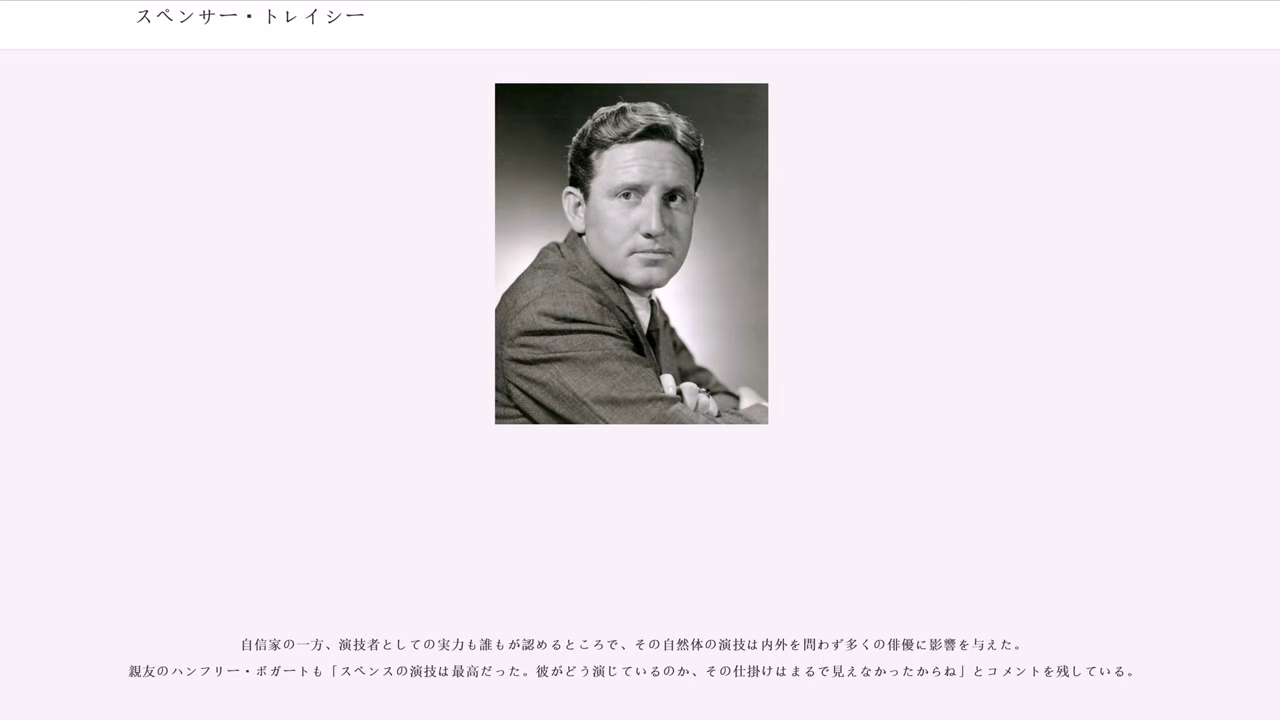 スペンサー・トレイシー
自信家の一方、演技者としての実力も誰もが認めるところで、その自然体の演技は内外を問わず多くの俳優に影響を与えた。
親友のハンフリー・ボガートも「スペンスの演技は最高だった。彼がどう演じているのか、その仕掛けはまるで見えなかったからね」とコメントを残している。